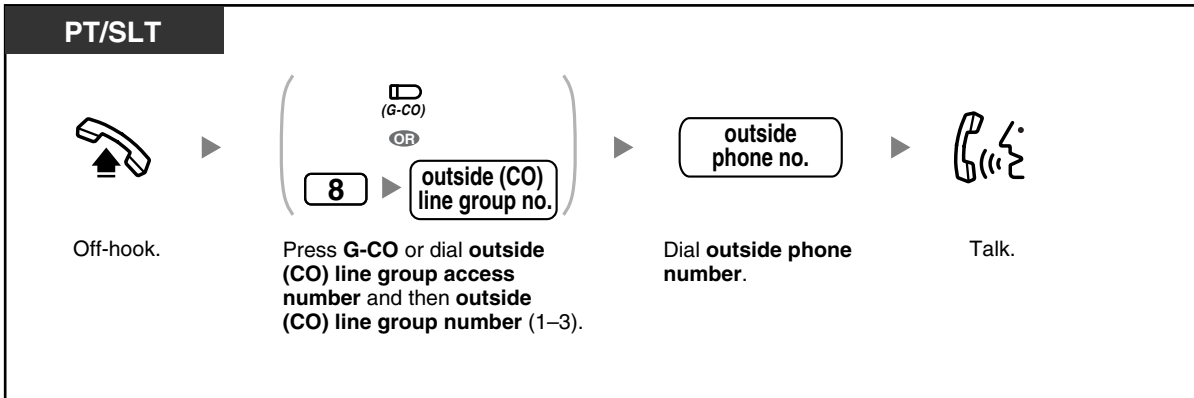 PT/SLT
(G-CO)
OR
8
outside (CO)
line group no.
outside
phone no.
Off-hook.
Press G-CO or dial outside
(CO) line group access
number and then outside
(CO) line group number (1–3).
Dial outside phone
number.
Talk.